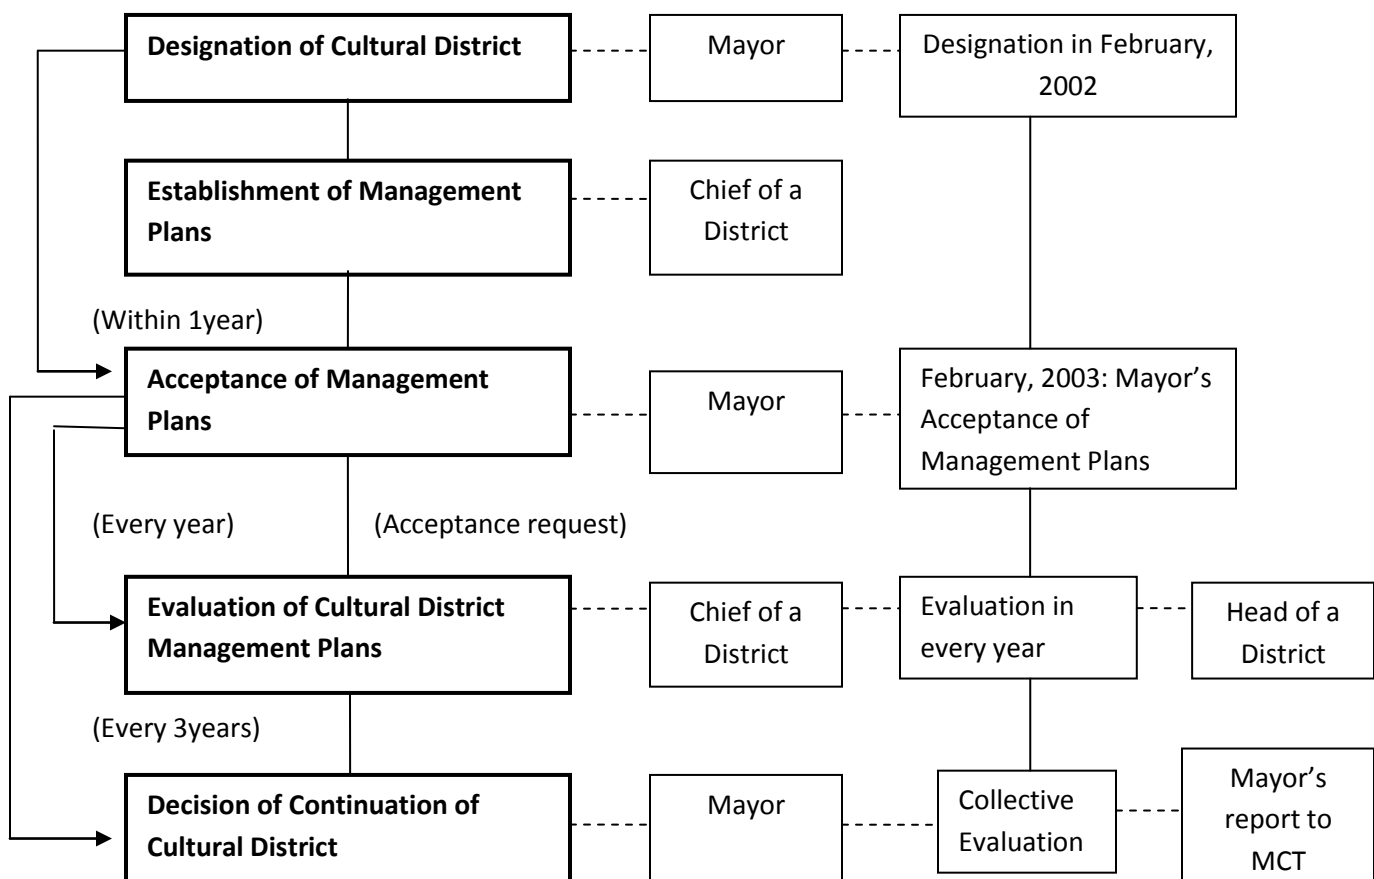 Designation of Cultural District
Mayor
Designation in February,
2002
Establishment of Management
Plans
Chief of a
District
(Within 1year)
Acceptance of Management
Plans
Mayor
February, 2003: Mayor’s
Acceptance of
Management Plans
(Every year)
(Acceptance request)
Evaluation of Cultural District
Management Plans
Chief of a
District
Evaluation in
every year
Head of a
District
(Every 3years)
Decision of Continuation of
Cultural District
Mayor
Collective
Evaluation
Mayor’s
report to
MCT